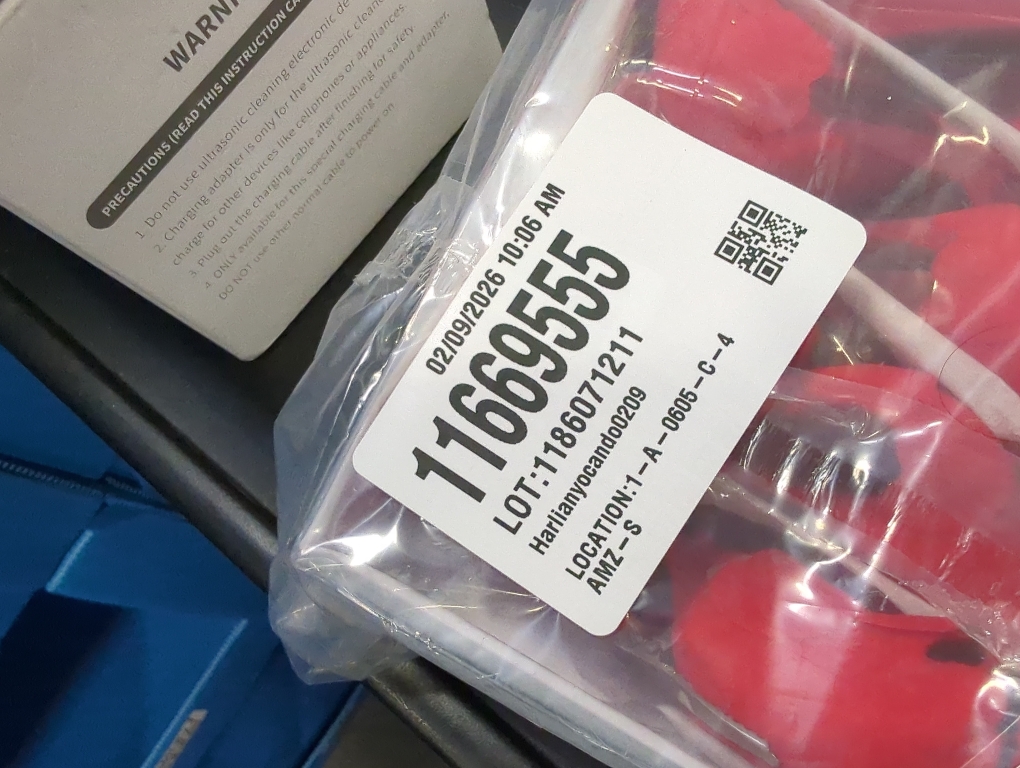 WARNI
PRECAUTIONS (READ THIS INSTRUCTION CA
1. Do not use ultrasonic cleaning electronic de
2. Charging adapter is only for the ultrasonic cleane
charge for other devices like cellphones or appliances.
3. Plug out the charging cable after finishing for safety
4. ONLY available for this special charging cable and adapter,
DO NOT use other normal cable to power on
02/09/2026 10:06 AM
11669555
LOT:1186071211
Harlianyocando0209
LOCATION:1-A-0605-C-4
AMZ-S